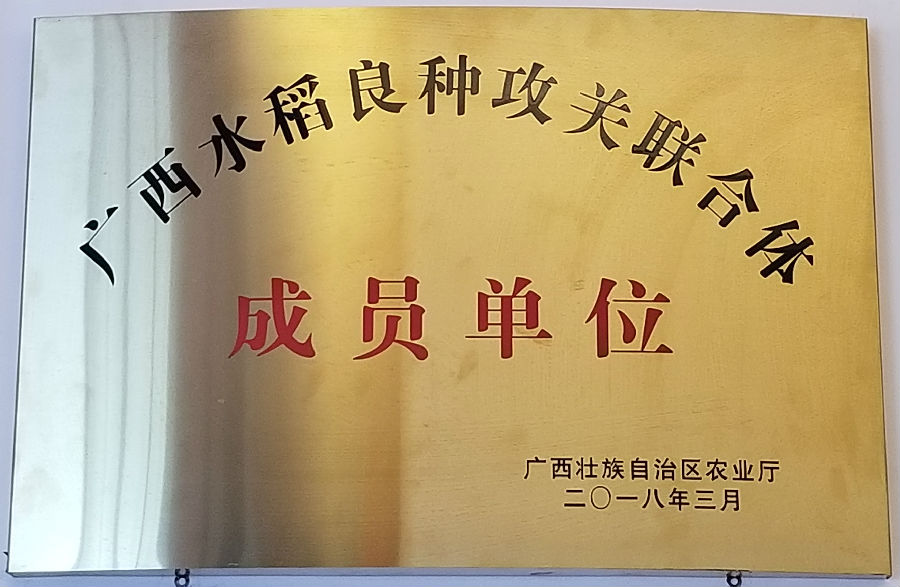 广西水稻良种攻关联合体
成员单位
广西壮族自治区农业厅
二〇一八年三月